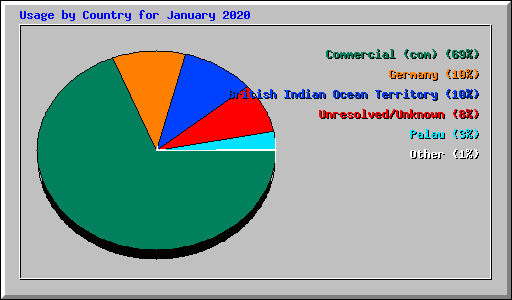 Usage by Country for January 2020
Commercial (com) (69%)
Germany (10%)
British Indian Ocean Territory (10%)
Unresolved/Unknown (8%)
Palau (3%)
Other (1%)